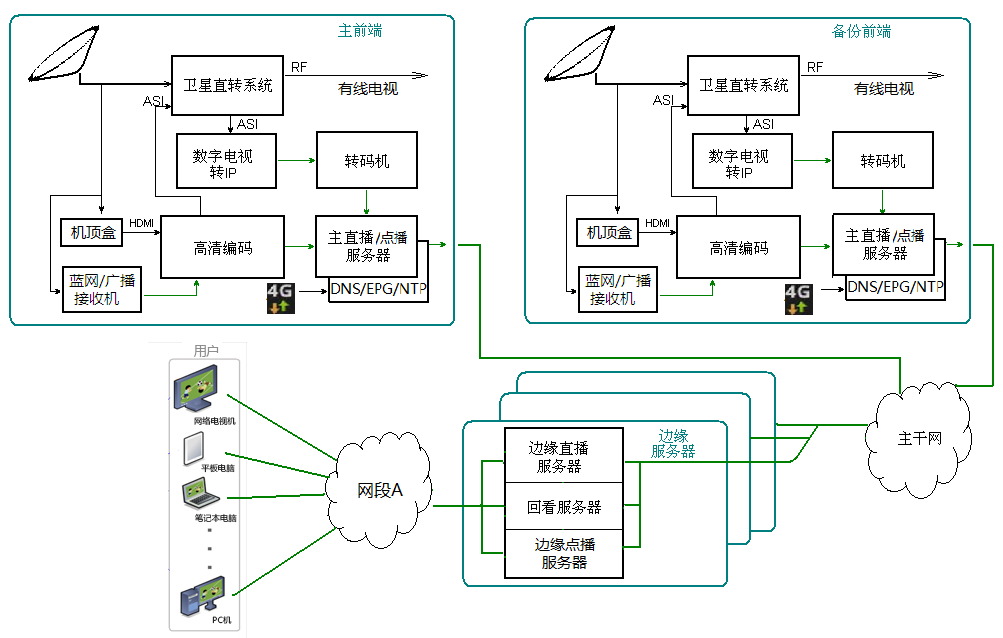 主前端
RF
卫星直转系统
有线电视
ASI
ASI
数字电视
转IP
转码机
HDMI
机顶盒
高清编码
主直播/点播
服务器
蓝网/广播
接收机
4G
DNS/EPG/NTP
备份前端
RF
卫星直转系统
有线电视
ASI
ASI
数字电视
转IP
转码机
HDMI
机顶盒
高清编码
主直播/点播
服务器
蓝网/广播
接收机
4G
DNS/EPG/NTP
用户
网络电视机
平板电脑
笔记本电脑
PC机
网段A
边缘直播
服务器
回看服务器
边缘点播
服务器
边缘
服务器
主干网